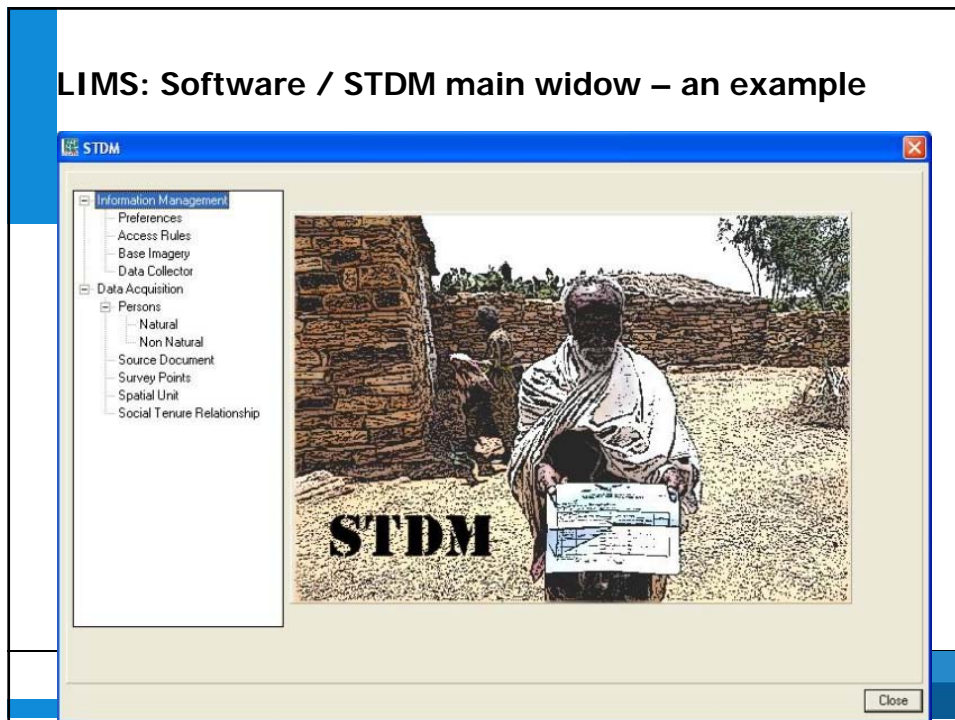 LIMS: Software / STDM main widow – an example
STDM
Information Management
Preferences
Access Rules
Base Imagery
Data Collector
Data Acquisition
Persons
Natural
Non Natural
Source Document
Survey Points
Spatial Unit
Social Tenure Relationship
STDM
Close